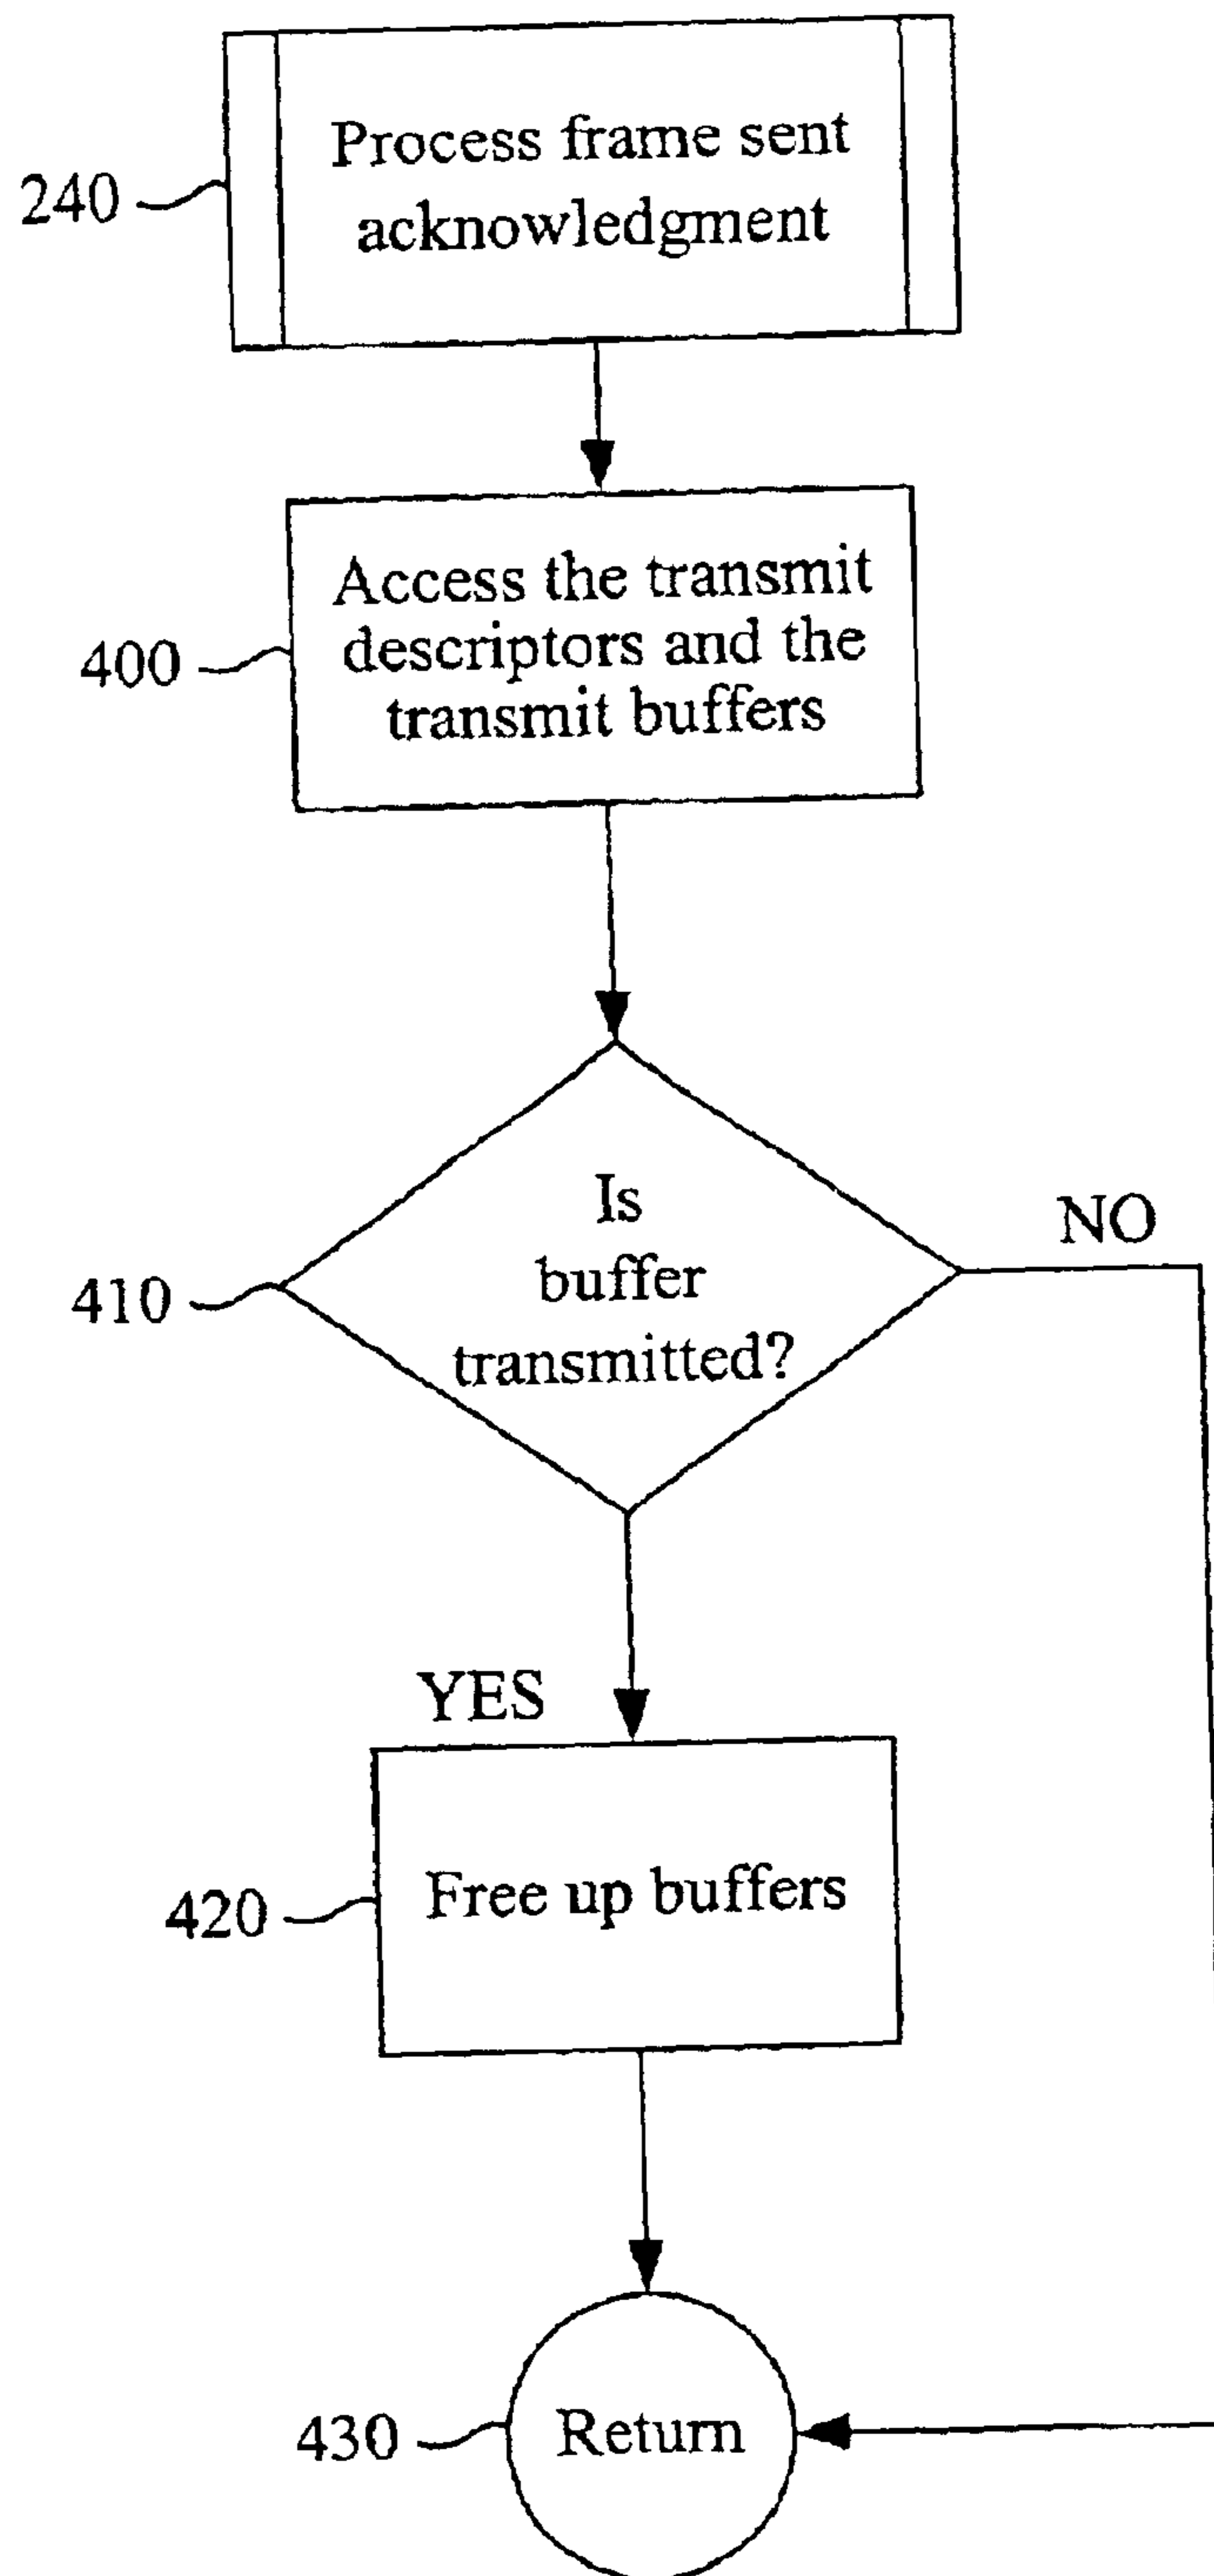 Process frame sent
acknowledgment
240
Access the transmit
descriptors and the
transmit buffers
400
Is
buffer
transmitted?
410
NO
YES
Free up buffers
420
Return
430